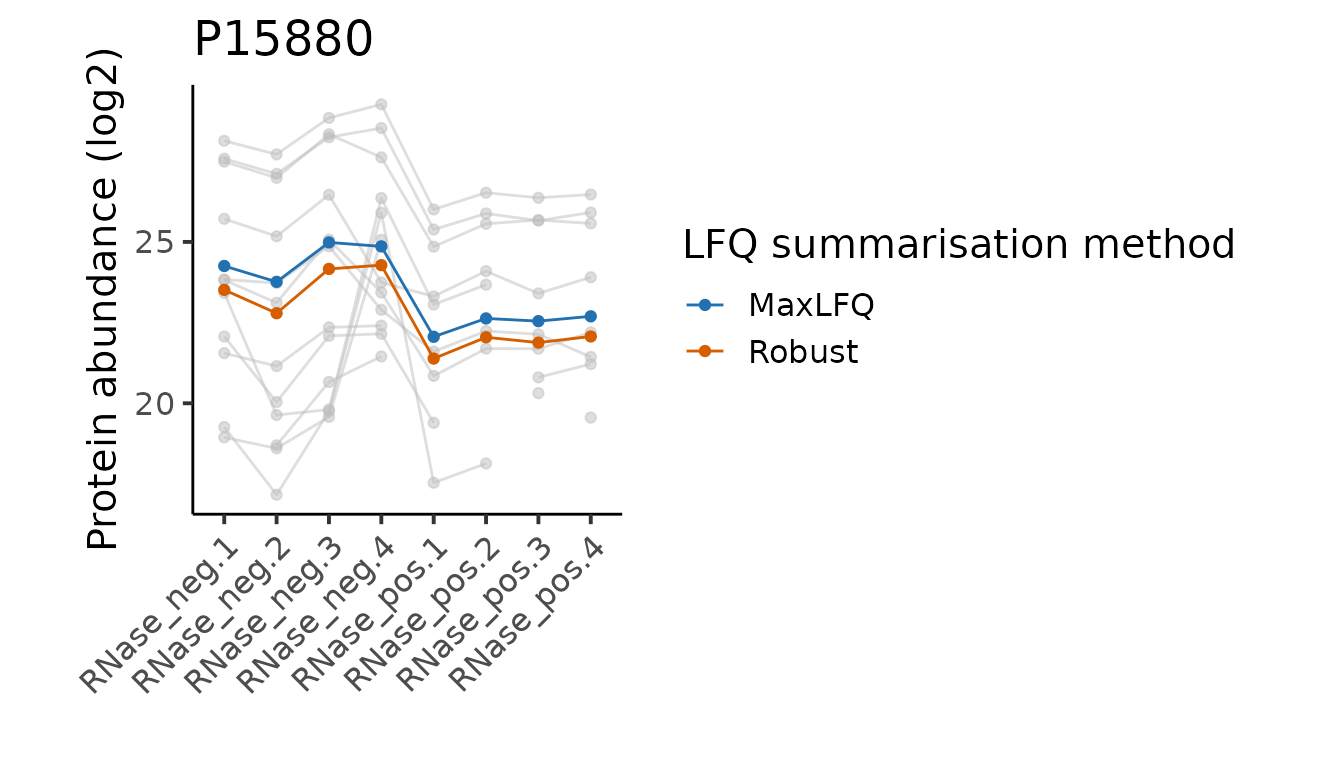 P15880
Protein abundance (log2)
25
20
RNase_neg.1
RNase_neg.2
RNase_neg.3
RNase_neg.4
RNase_pos.1
RNase_pos.2
RNase_pos.3
RNase_pos.4
LFQ summarisation method
MaxLFQ
Robust